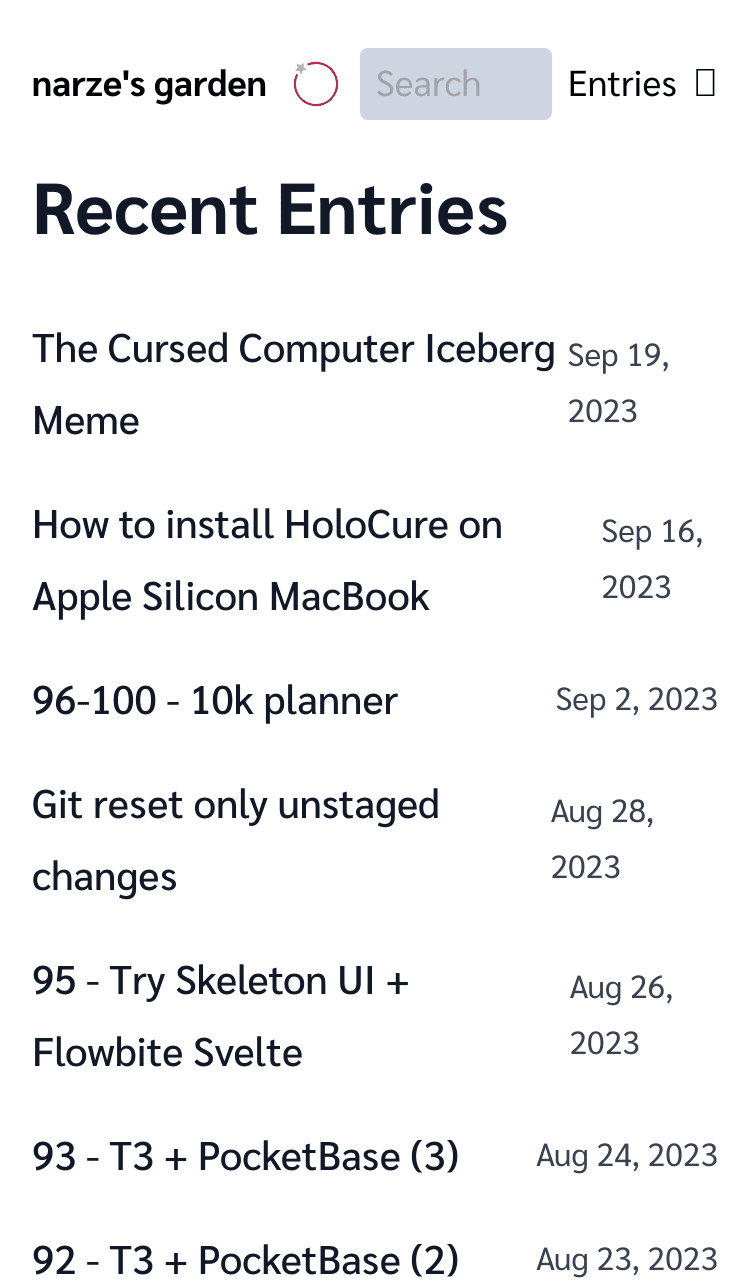 narze's garden Search Entries
Recent Entries
The Cursed Computer Iceberg Sep 19,
Meme 2023
How to install HoloCure on Sep 16,
Apple Silicon MacBook 2023
96-100 - 10k planner Sep 2, 2023
Git reset only unstaged Aug 28,
changes 2023
95 - Try Skeleton UI + Aug 26,
Flowbite Svelte 2023
93 - T3 + PocketBase (3) Aug 24, 2023
92 - T3 + PocketBase (2) Aug 23, 2023